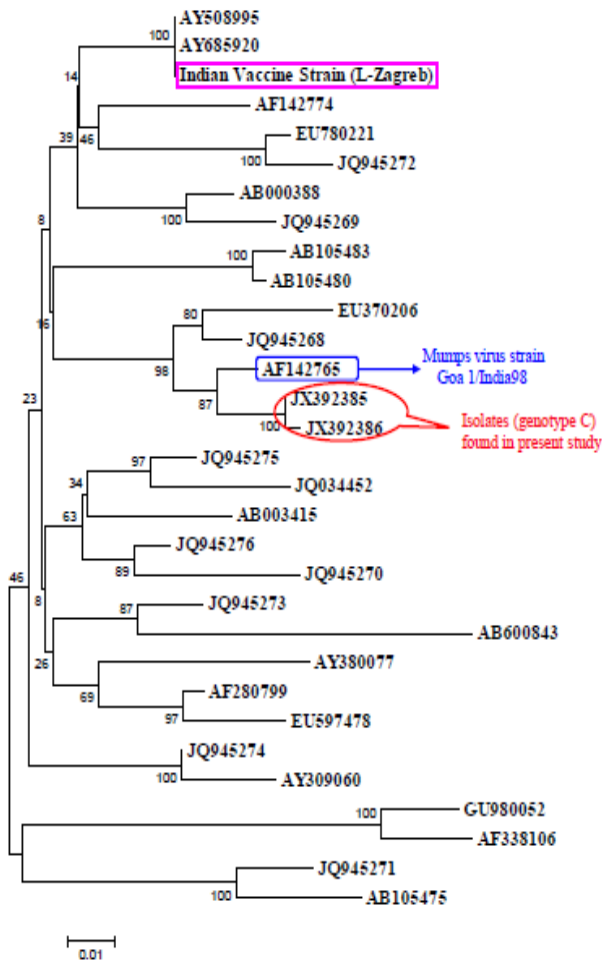 AY508995
100
AY685920
Indian Vaccine Strain (L-Zagreb)
14
AF142774
46
EU780221
100
JQ945272
39
AB000388
100
JQ945269
8
AB105483
100
AB105480
16
EU370206
80
JQ945268
98
AF142765
Mumps virus strain
Goa 1/India98
87
JX392385
100
JX392386
Isolates (genotype C)
found in present study
23
JQ945275
97
JQ034452
34
AB003415
63
JQ945276
89
JQ945270
46
8
JQ945273
87
AB600843
26
AY380077
69
AF280799
97
EU597478
JQ945274
100
AY309060
GU980052
100
AF338106
JQ945271
100
AB105475
0.01